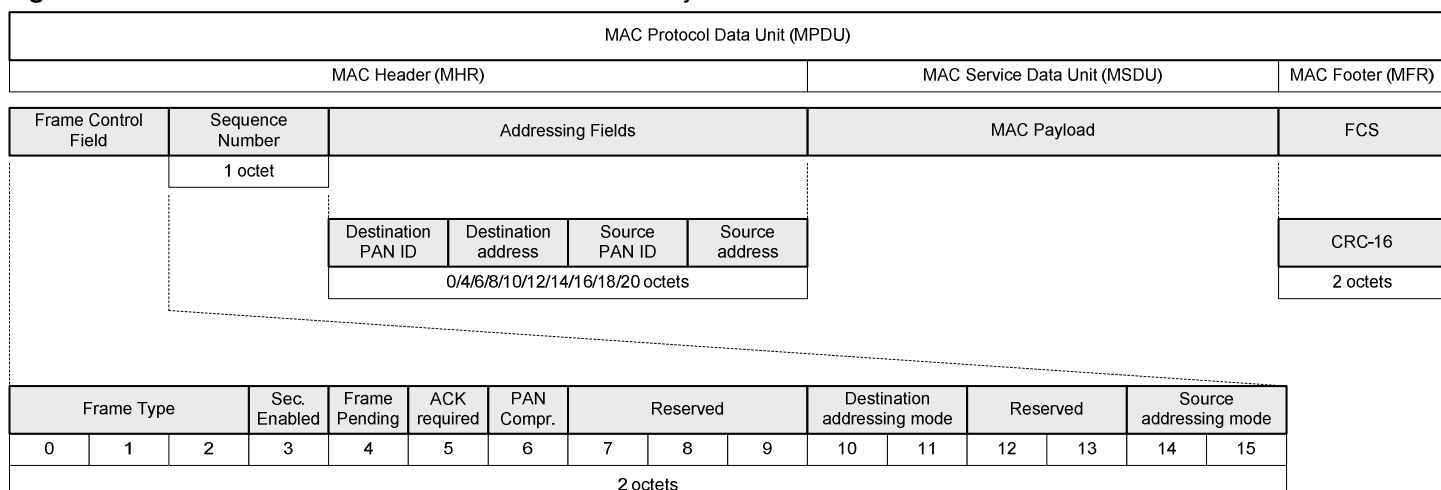 MAC Protocol Data Unit (MPDU)
MAC Header (MHR)
MAC Service Data Unit (MSDU)
MAC Footer (MFR)
Frame Control
Field
Sequence
Number
Addressing Fields
MAC Payload
FCS
1 octet
Destination
PAN ID
Destination
address
Source
PAN ID
Source
address
CRC-16
0/4/6/8/10/12/14/16/18/20 octets
2 octets
Frame Type
Sec.
Enabled
Frame
Pending
ACK
required
PAN
Compr.
Reserved
Destination
addressing mode
Reserved
Source
addressing mode
0 1 2 3 4 5 6 7 8 9 10 11 12 13 14 15
2 octets